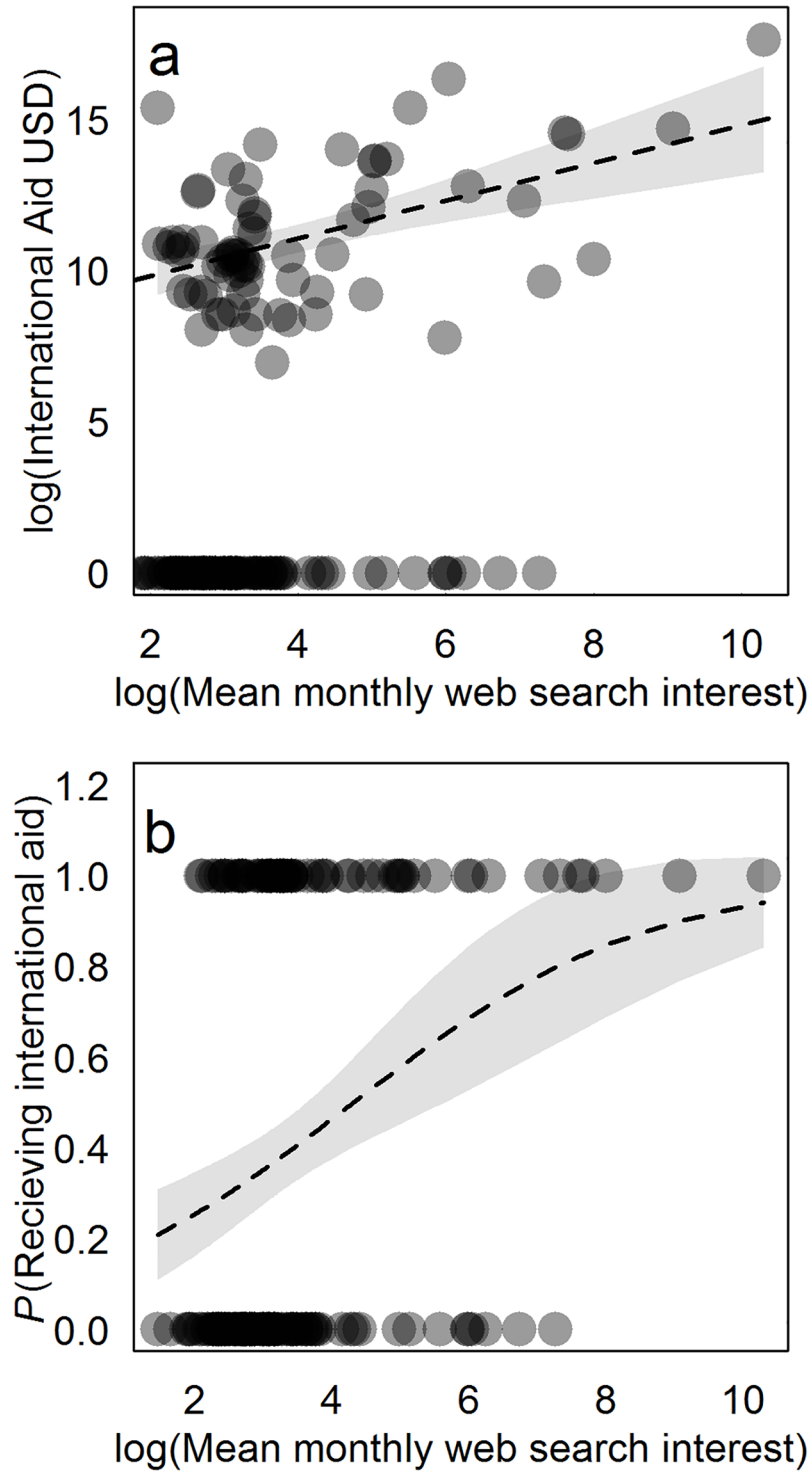 a
log(International Aid USD)
15
10
5
0
2 4 6 8 10
log(Mean monthly web search interest)
b
P(Recieving international aid)
1.2
1.0
0.8
0.6
0.4
0.2
0.0
2 4 6 8 10
log(Mean monthly web search interest)